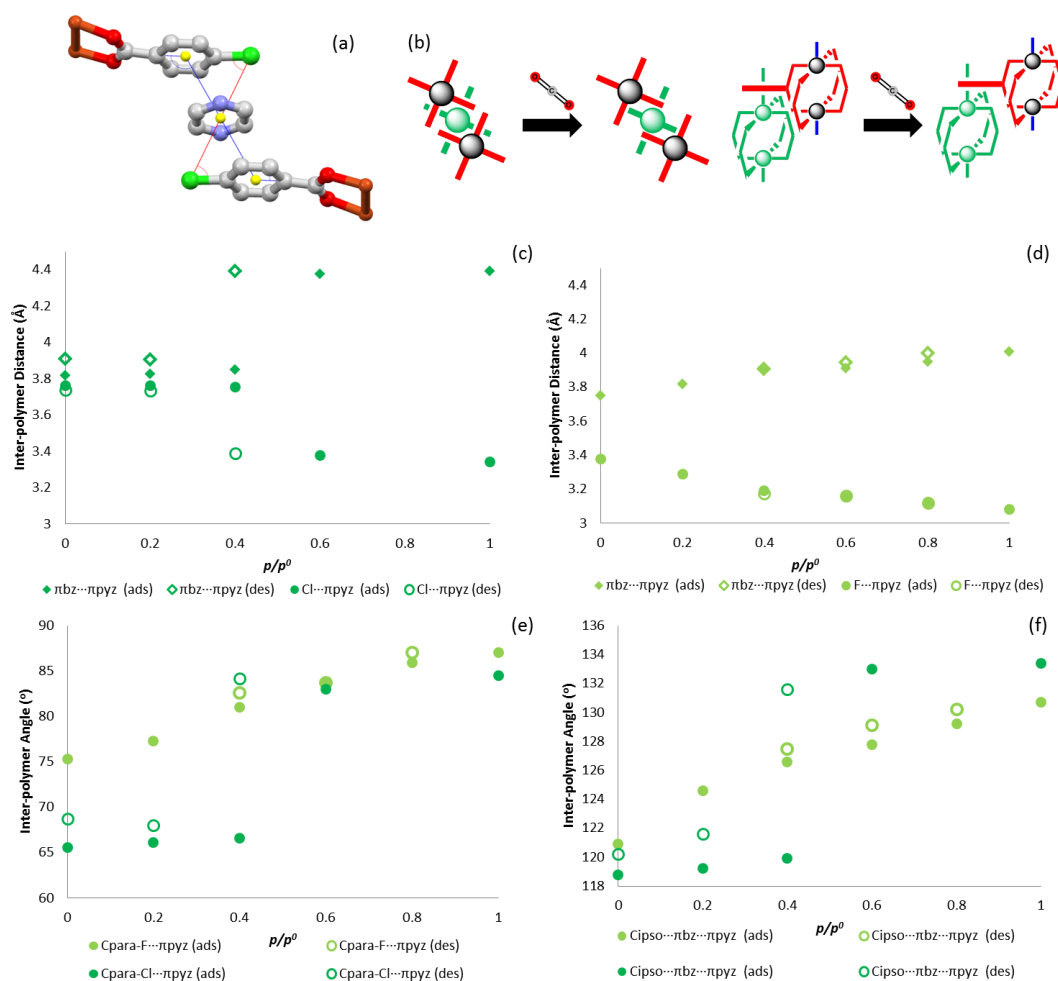 (a)
(b)
O C O
O C O
(c)
Inter-polymer Distance (Å)
4.4
4.2
4
3.8
3.6
3.4
3.2
3
0 0.2 0.4 0.6 0.8 1
p/p⁰
πbz···πpyz (ads) πbz···πpyz (des) Cl···πpyz (ads) Cl···πpyz (des)
(d)
Inter-polymer Distance (Å)
4.4
4.2
4
3.8
3.6
3.4
3.2
3
0 0.2 0.4 0.6 0.8 1
p/p⁰
πbz···πpyz (ads) πbz···πpyz (des) F···πpyz (ads) F···πpyz (des)
(e)
Inter-polymer Angle (º)
90
85
80
75
70
65
60
0 0.2 0.4 0.6 0.8 1
p/p⁰
Cpara-F···πpyz (ads) Cpara-F···πpyz (des)
Cpara-Cl···πpyz (ads) Cpara-Cl···πpyz (des)
(f)
Inter-polymer Angle (º)
136
134
132
130
128
126
124
122
120
118
0 0.2 0.4 0.6 0.8 1
p/p⁰
Cipso···πbz···πpyz (ads) Cipso···πbz···πpyz (des)
Cipso···πbz···πpyz (ads) Cipso···πbz···πpyz (des)